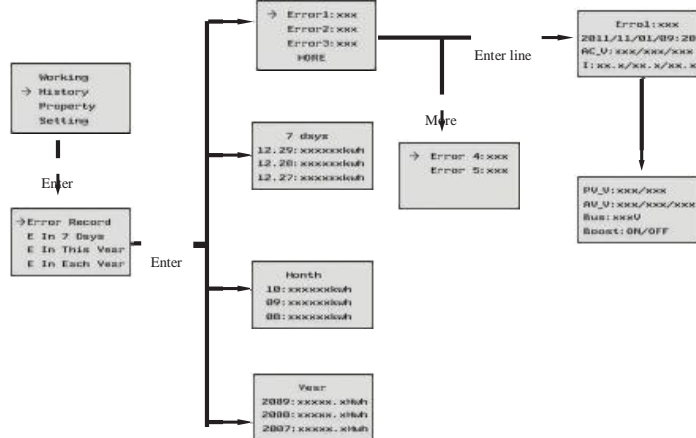 Working
→ History
Property
Setting
Enter
→Error Record
E In 7 Days
E In This Year
E In Each Year
Enter
→ Error1:xxx
Error2:xxx
Error3:xxx
MORE
Enter line
More
→ Error 4:xxx
Error 5:xxx
Erro1:xxx
2011/11/01/09:20
AC_V:xxx/xxx/xxx
I:xx.x/xx.x/xx.x
PV_V:xxx/xxx
AV_V:xxx/xxx/xxx
Bus:xxxV
Boost:ON/OFF
7 days
12.29:xxxxxxkwh
12.28:xxxxxxkwh
12.27:xxxxxxkwh
Month
10:xxxxxxkwh
09:xxxxxxkwh
08:xxxxxxkwh
Year
2009:xxxxx.xMwh
2008:xxxxx.xMwh
2007:xxxxx.xMwh